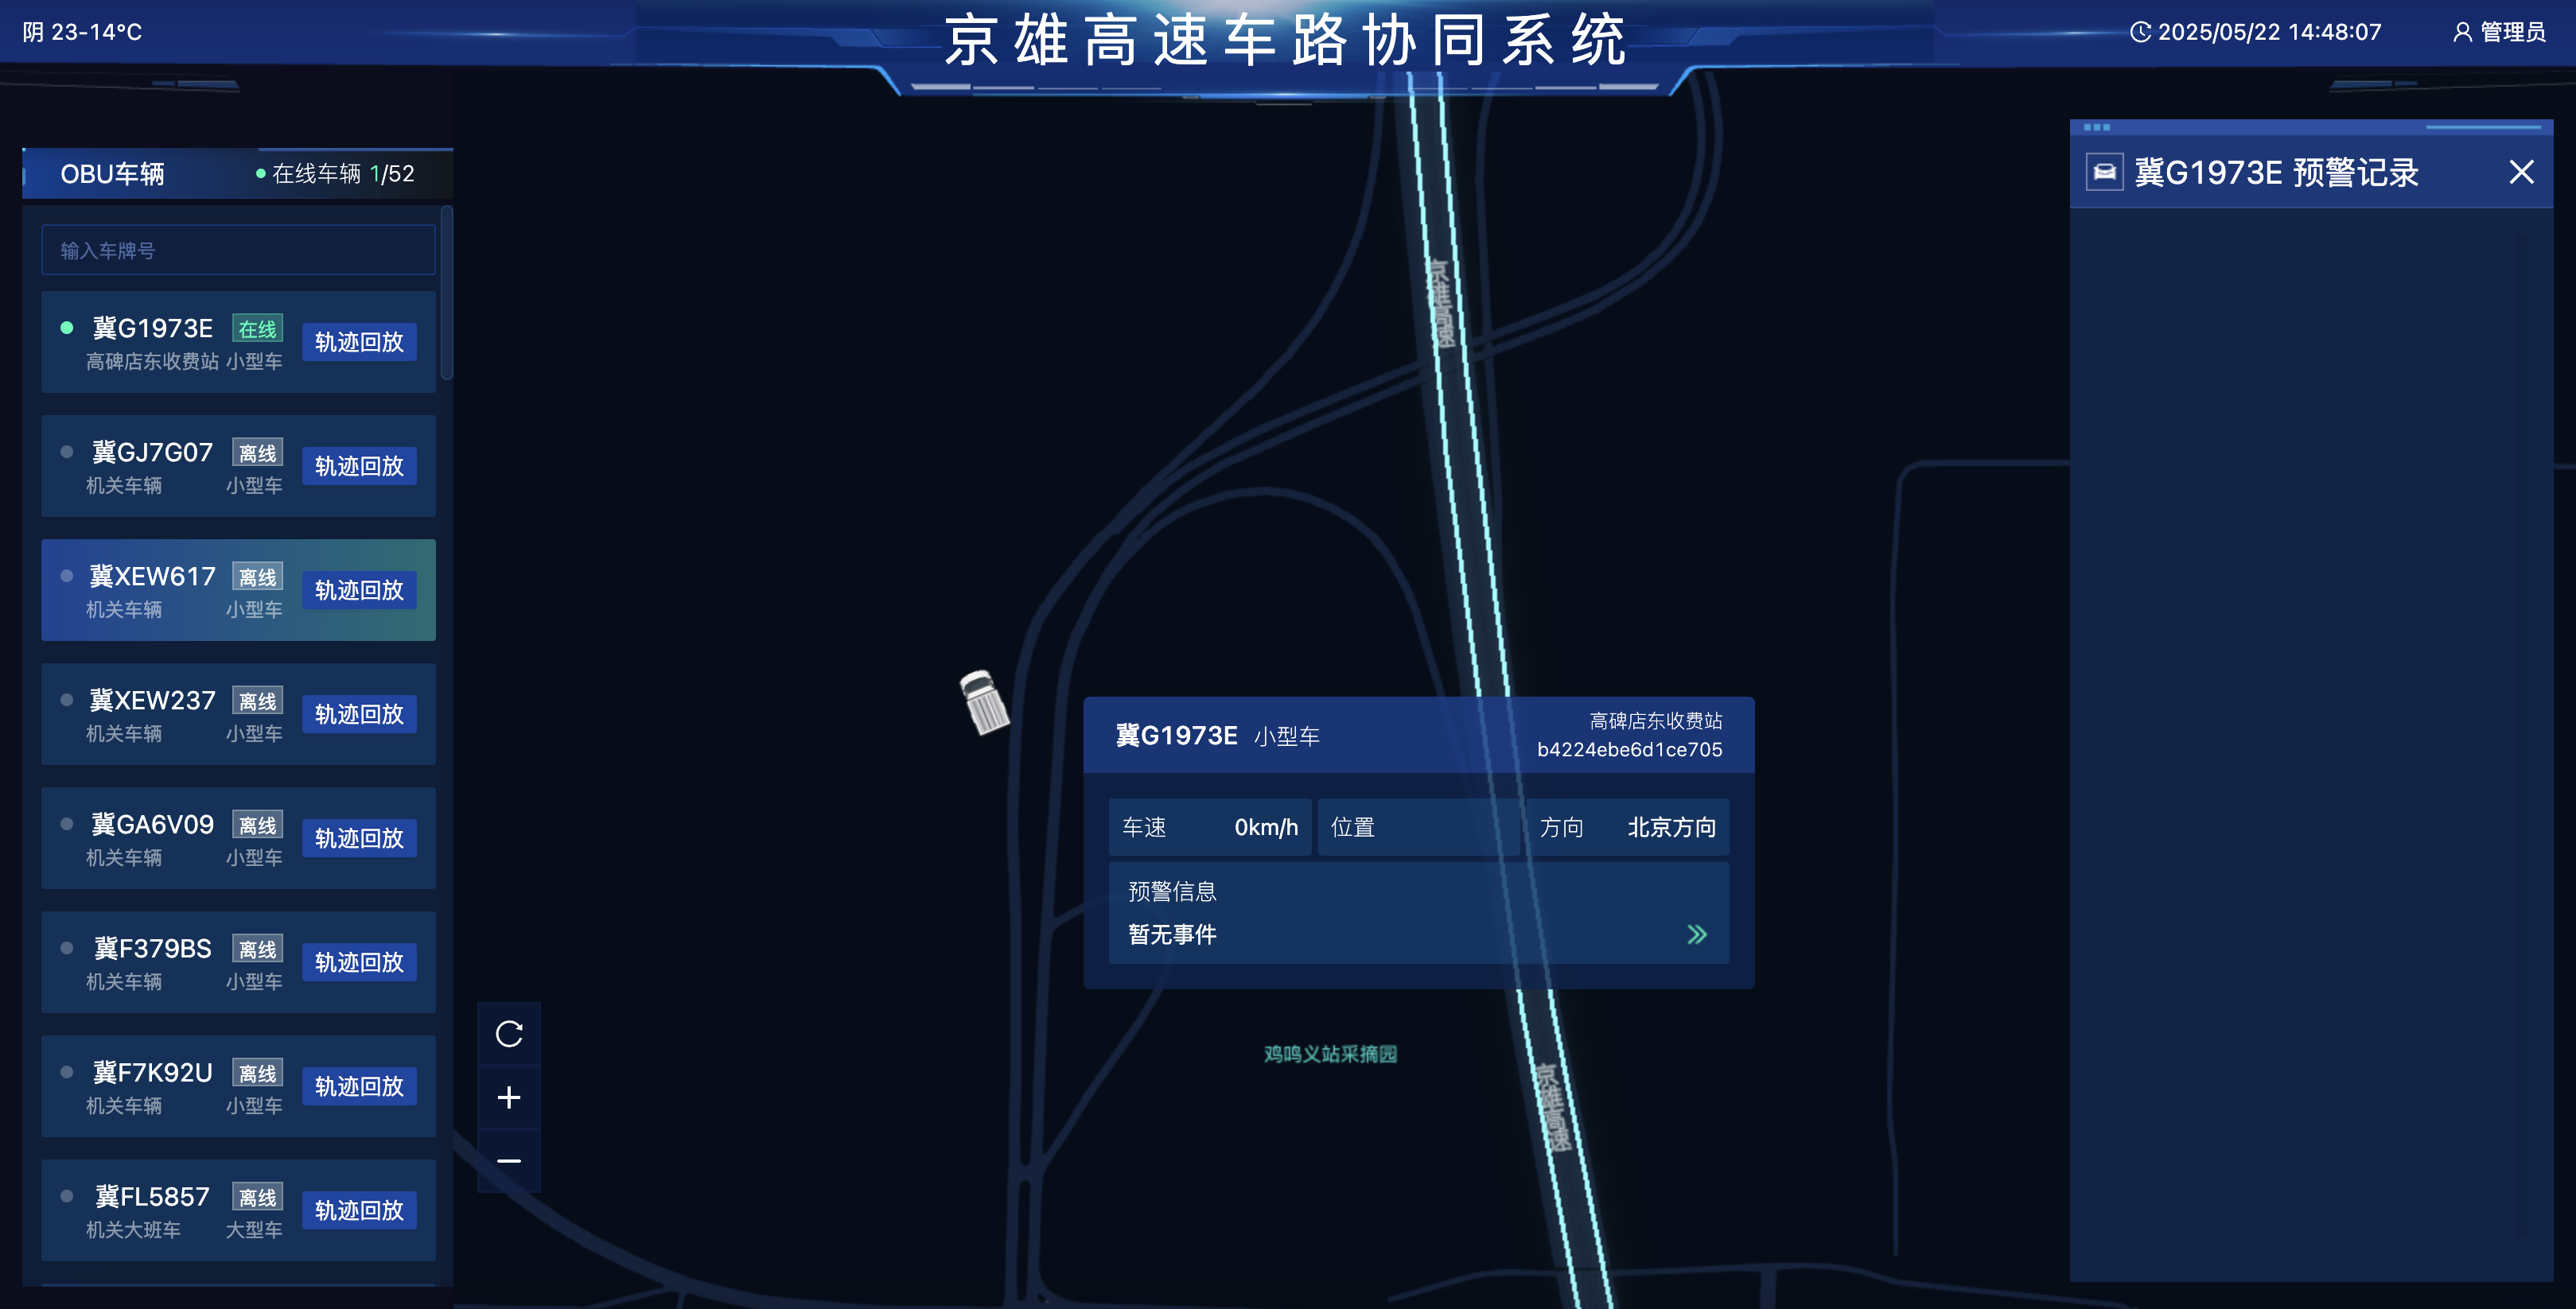 阴 23-14°C
京雄高速车路协同系统
2025/05/22 14:48:07
管理员
OBU车辆
在线车辆 1/52
输入车牌号
冀G1973E 在线
高碑店东收费站 小型车
轨迹回放
冀GJ7G07 离线
机关车辆 小型车
轨迹回放
冀XEW617 离线
机关车辆 小型车
轨迹回放
冀XEW237 离线
机关车辆 小型车
轨迹回放
冀GA6V09 离线
机关车辆 小型车
轨迹回放
冀F379BS 离线
机关车辆 小型车
轨迹回放
冀F7K92U 离线
机关车辆 小型车
轨迹回放
冀FL5857 离线
机关大班车 大型车
轨迹回放
京雄高速
冀G1973E 小型车
高碑店东收费站
b4224ebe6d1ce705
车速 0km/h
位置
方向 北京方向
预警信息
暂无事件
鸡鸣义站采摘园
京雄高速
冀G1973E 预警记录